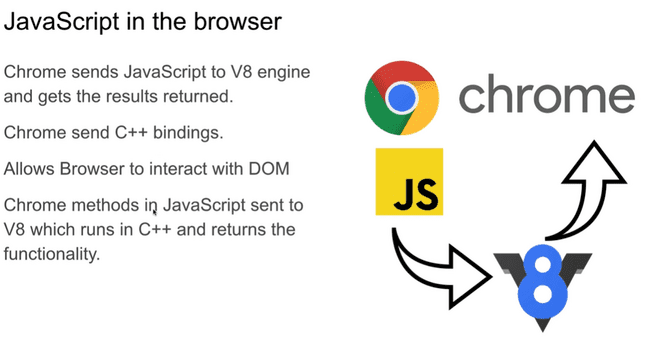 JavaScript in the browser
Chrome sends JavaScript to V8 engine
and gets the results returned.
Chrome send C++ bindings.
Allows Browser to interact with DOM
Chrome methods in JavaScript sent to
V8 which runs in C++ and returns the
functionality.
chrome
JS
8